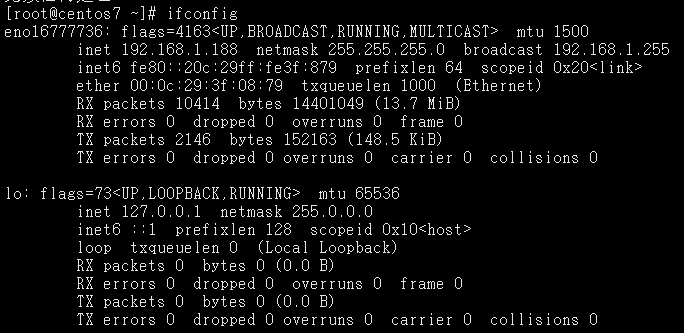 [root@centos7 ~]# ifconfig
eno16777736: flags=4163<UP,BROADCAST,RUNNING,MULTICAST>  mtu 1500
        inet 192.168.1.188  netmask 255.255.255.0  broadcast 192.168.1.255
        inet6 fe80::20c:29ff:fe3f:879  prefixlen 64  scopeid 0x20<link>
        ether 00:0c:29:3f:08:79  txqueuelen 1000  (Ethernet)
        RX packets 10414  bytes 14401049 (13.7 MiB)
        RX errors 0  dropped 0  overruns 0  frame 0
        TX packets 2146  bytes 152163 (148.5 KiB)
        TX errors 0  dropped 0 overruns 0  carrier 0  collisions 0

lo: flags=73<UP,LOOPBACK,RUNNING>  mtu 65536
        inet 127.0.0.1  netmask 255.0.0.0
        inet6 ::1  prefixlen 128  scopeid 0x10<host>
        loop  txqueuelen 0  (Local Loopback)
        RX packets 0  bytes 0 (0.0 B)
        RX errors 0  dropped 0  overruns 0  frame 0
        TX packets 0  bytes 0 (0.0 B)
        TX errors 0  dropped 0 overruns 0  carrier 0  collisions 0